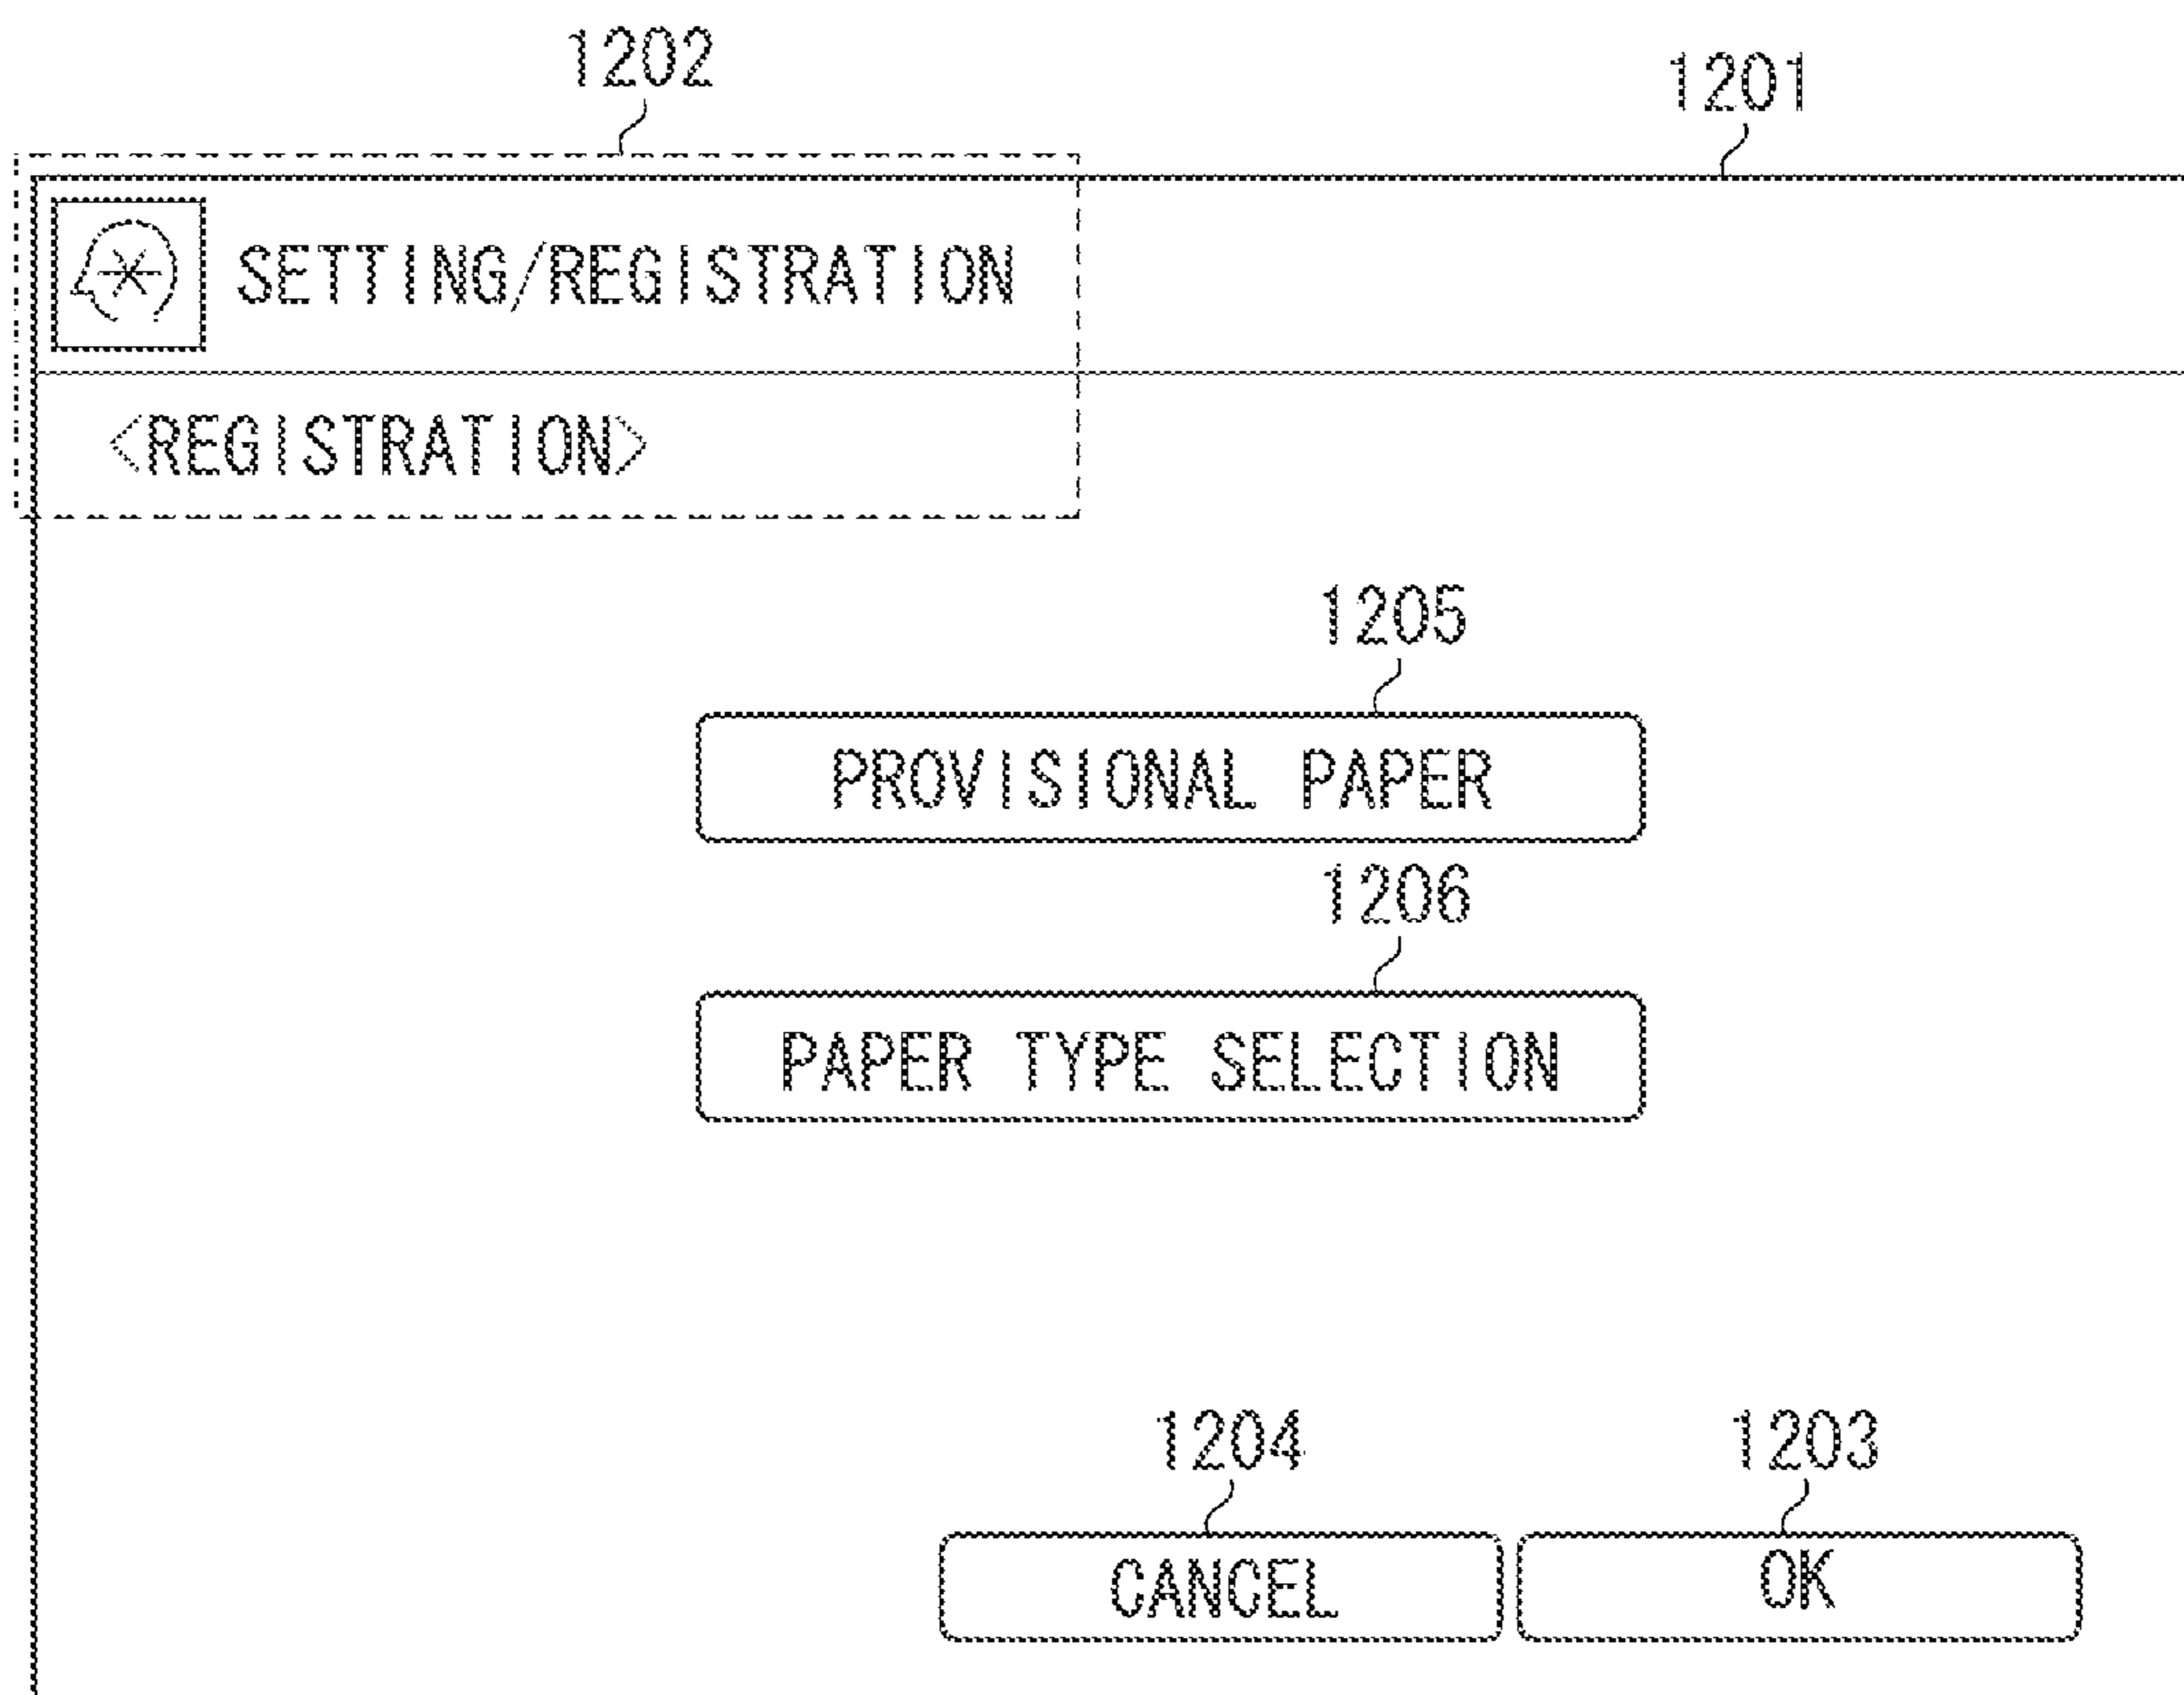 1202
1201
SETTING/REGISTRATION
<REGISTRATION>
1205
PROVISIONAL PAPER
1206
PAPER TYPE SELECTION
1204 1203
CANCEL OK